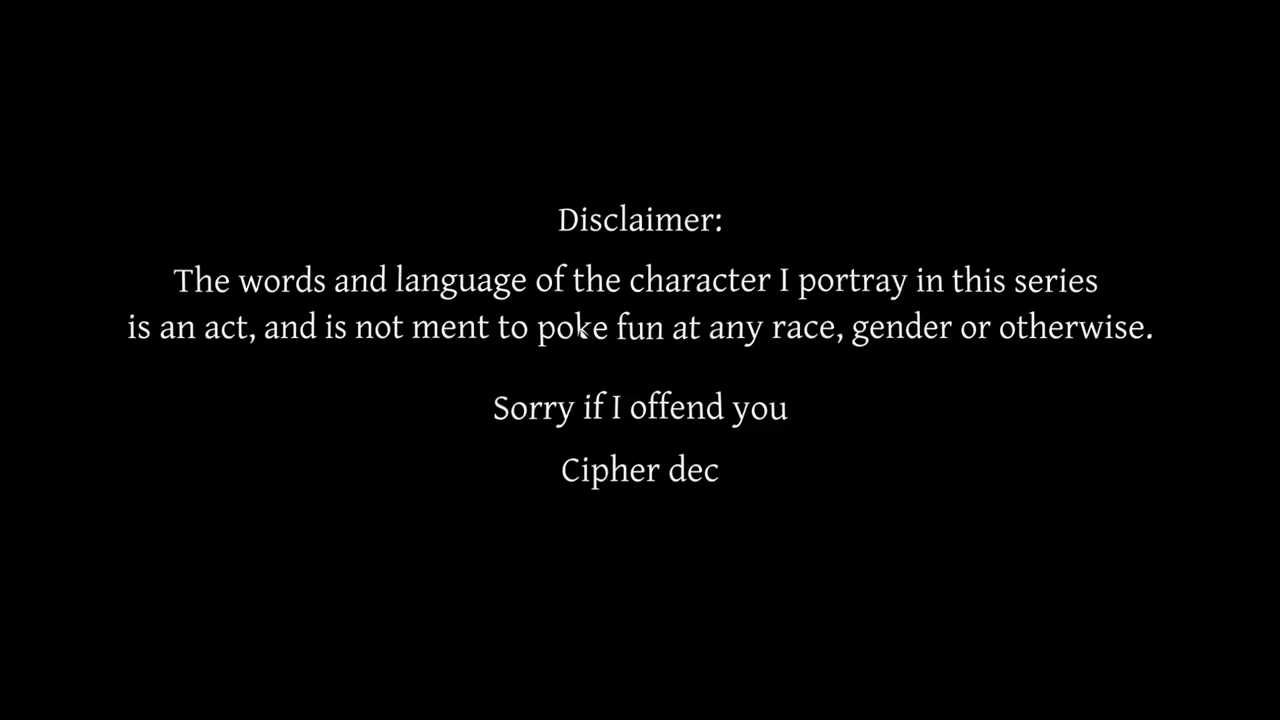 Disclaimer:
The words and language of the character I portray in this series
is an act, and is not ment to poke fun at any race, gender or otherwise.
Sorry if I offend you
Cipher dec